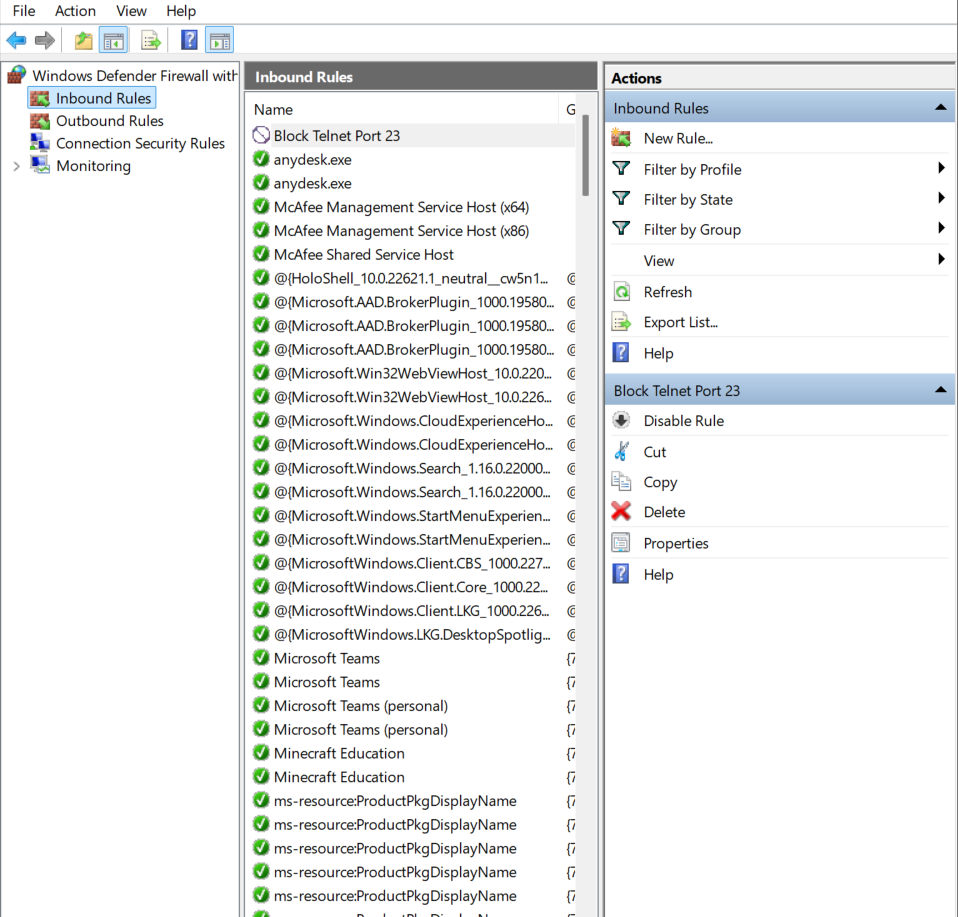 File Action View Help
Windows Defender Firewall with
Inbound Rules
Outbound Rules
Connection Security Rules
Monitoring
Inbound Rules
Name G
Block Telnet Port 23
anydesk.exe
anydesk.exe
McAfee Management Service Host (x64)
McAfee Management Service Host (x86)
McAfee Shared Service Host
@{HoloShell_10.0.22621.1_neutral__cw5n1... @
@{Microsoft.AAD.BrokerPlugin_1000.19580... @
@{Microsoft.AAD.BrokerPlugin_1000.19580... @
@{Microsoft.AAD.BrokerPlugin_1000.19580... @
@{Microsoft.Win32WebViewHost_10.0.220... @
@{Microsoft.Win32WebViewHost_10.0.226... @
@{Microsoft.Windows.CloudExperienceHo... @
@{Microsoft.Windows.CloudExperienceHo... @
@{Microsoft.Windows.Search_1.16.0.22000... @
@{Microsoft.Windows.Search_1.16.0.22000... @
@{Microsoft.Windows.StartMenuExperien... @
@{Microsoft.Windows.StartMenuExperien... @
@{MicrosoftWindows.Client.CBS_1000.227... @
@{MicrosoftWindows.Client.Core_1000.22... @
@{MicrosoftWindows.Client.LKG_1000.226... @
@{MicrosoftWindows.LKG.DesktopSpotlig... @
Microsoft Teams {7
Microsoft Teams {7
Microsoft Teams (personal) {7
Microsoft Teams (personal) {7
Minecraft Education {7
Minecraft Education {7
ms-resource:ProductPkgDisplayName {7
ms-resource:ProductPkgDisplayName {7
ms-resource:ProductPkgDisplayName {7
ms-resource:ProductPkgDisplayName {7
ms-resource:ProductPkgDisplayName {7
Actions
Inbound Rules
New Rule...
Filter by Profile
Filter by State
Filter by Group
View
Refresh
Export List...
Help
Block Telnet Port 23
Disable Rule
Cut
Copy
Delete
Properties
Help